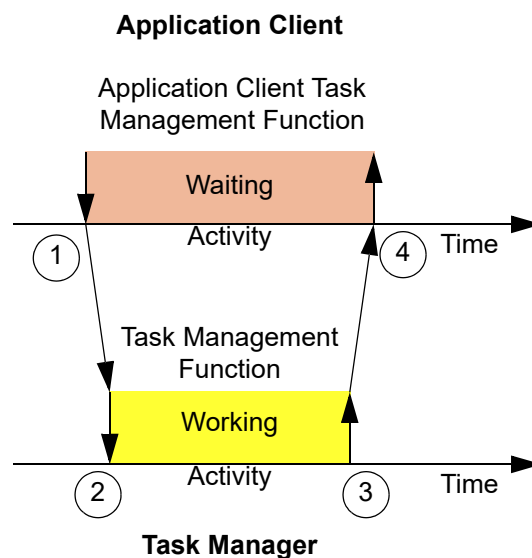 Application Client
Application Client Task
Management Function
Waiting
Activity
1
4
Time
Task Management
Function
Working
Activity
2
3
Time
Task Manager